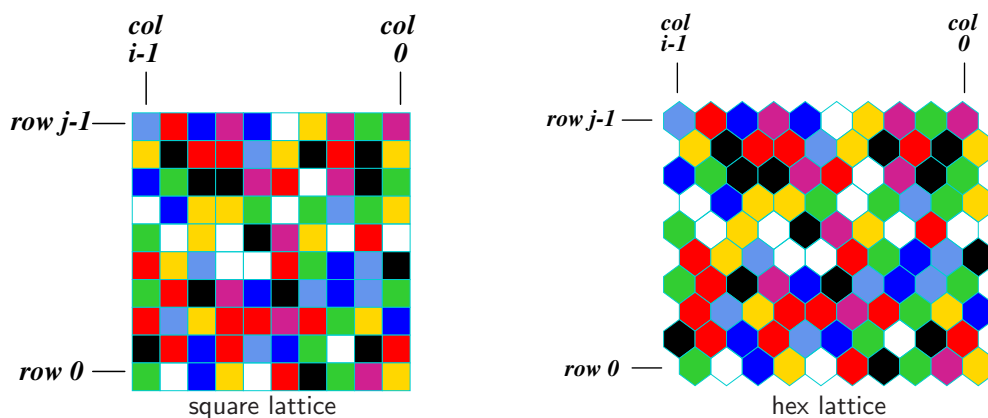 col
i-1
col
0
row j-1
row 0
square lattice
col
i-1
col
0
row j-1
row 0
hex lattice